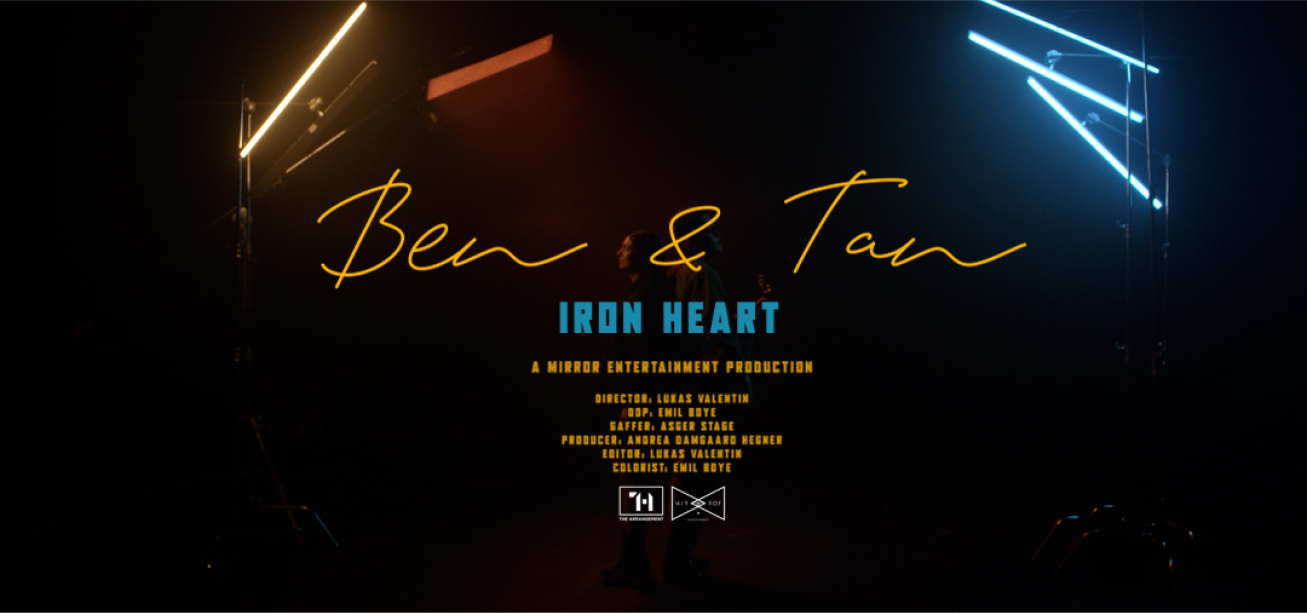 Ben & Tan
IRON HEART
A MIRROR ENTERTAINMENT PRODUCTION
DIRECTOR: LUKAS VALENTIN
DOP: EMIL BOYE
GAFFER: ASGER STAGE
PRODUCER: ANDREA DAMGAARD HEGNER
EDITOR: LUKAS VALENTIN
COLORIST: EMIL BOYE
THE ARRANGEMENT